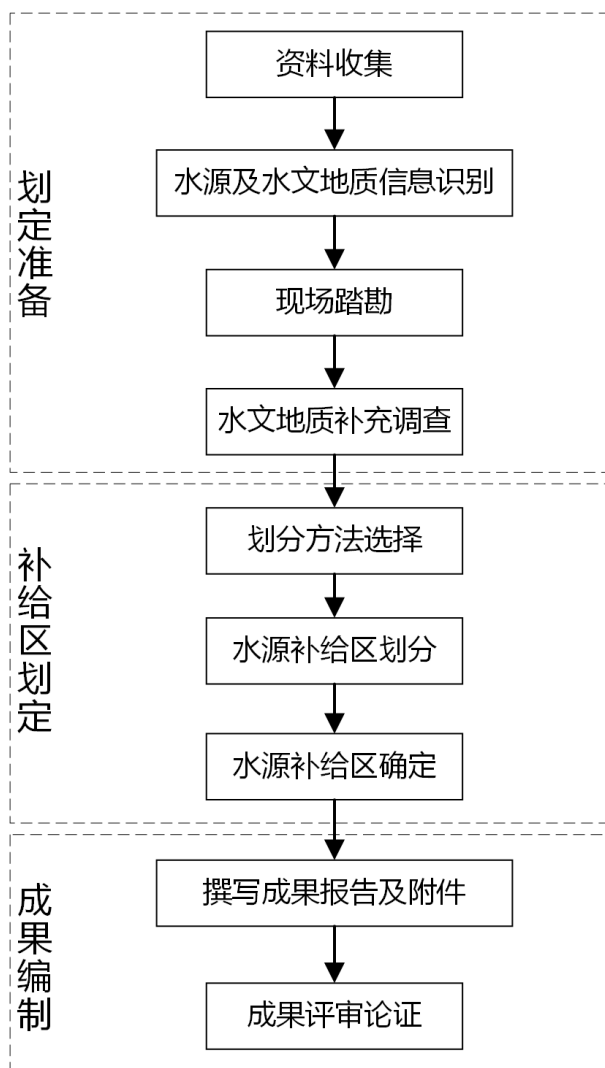 划定准备
资料收集
水源及水文地质信息识别
现场踏勘
水文地质补充调查
补给区划定
划分方法选择
水源补给区划分
水源补给区确定
成果编制
撰写成果报告及附件
成果评审论证